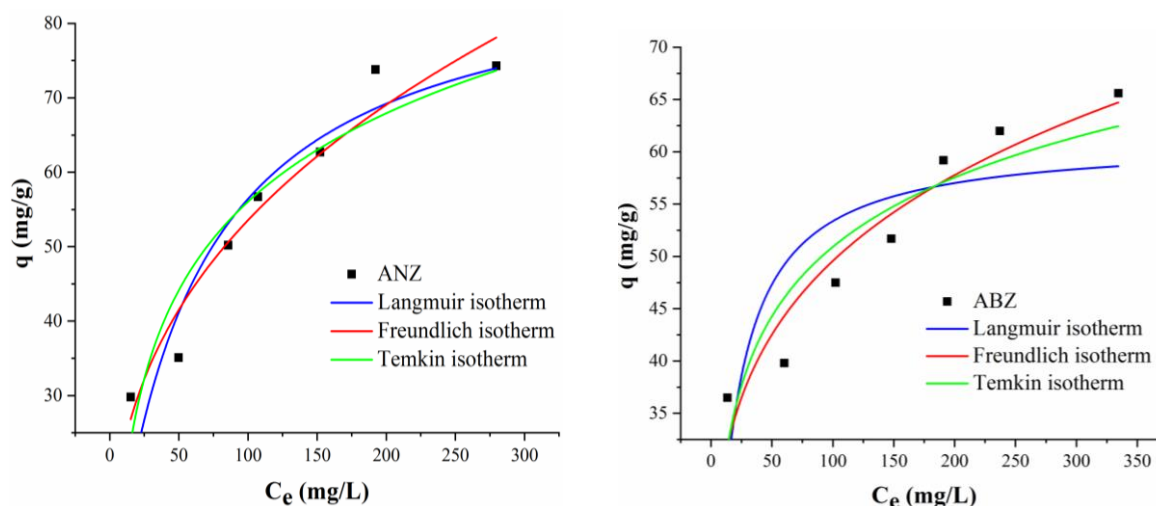 80
70
60
50
40
30
q (mg/g)
ANZ
Langmuir isotherm
Freundlich isotherm
Temkin isotherm
0 50 100 150 200 250 300
Ce (mg/L)
70
65
60
55
50
45
40
35
q (mg/g)
ABZ
Langmuir isotherm
Freundlich isotherm
Temkin isotherm
0 50 100 150 200 250 300 350
Ce (mg/L)